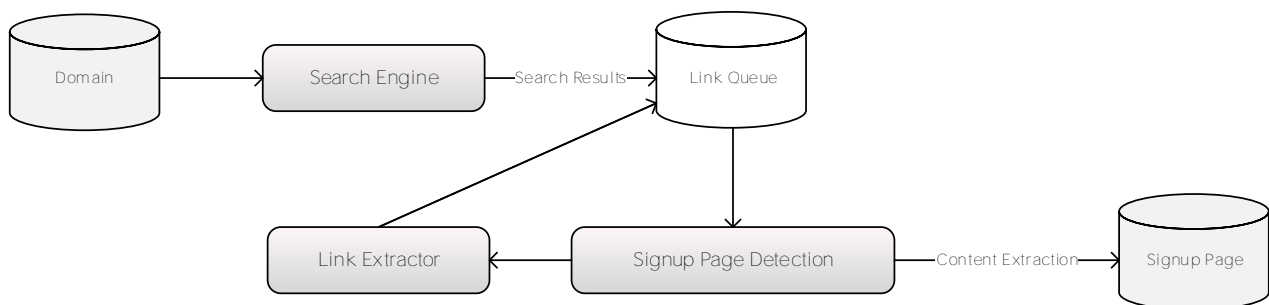 Domain
Search Engine
Search Results
Link Queue
Link Extractor
Signup Page Detection
Content Extraction
Signup Page